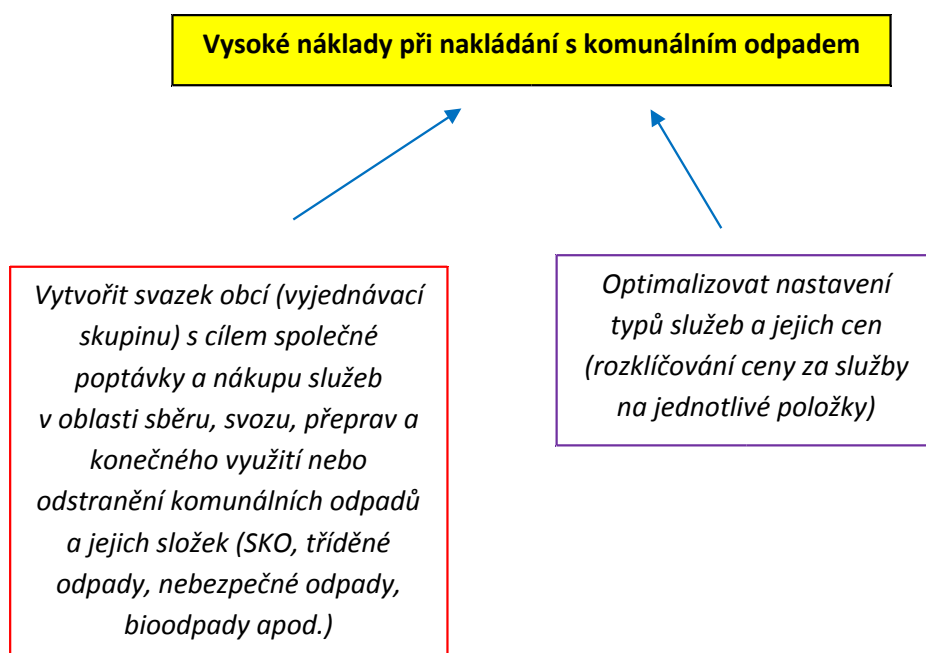 Vysoké náklady při nakládání s komunálním odpadem
Vytvořit svazek obcí (vyjednávací
skupinu) s cílem společné
poptávky a nákupu služeb
v oblasti sběru, svozu, přeprav a
konečného využití nebo
odstranění komunálních odpadů
a jejich složek (SKO, tříděné
odpady, nebezpečné odpady,
bioodpady apod.)
Optimalizovat nastavení
typů služeb a jejich cen
(rozklíčování ceny za služby
na jednotlivé položky)